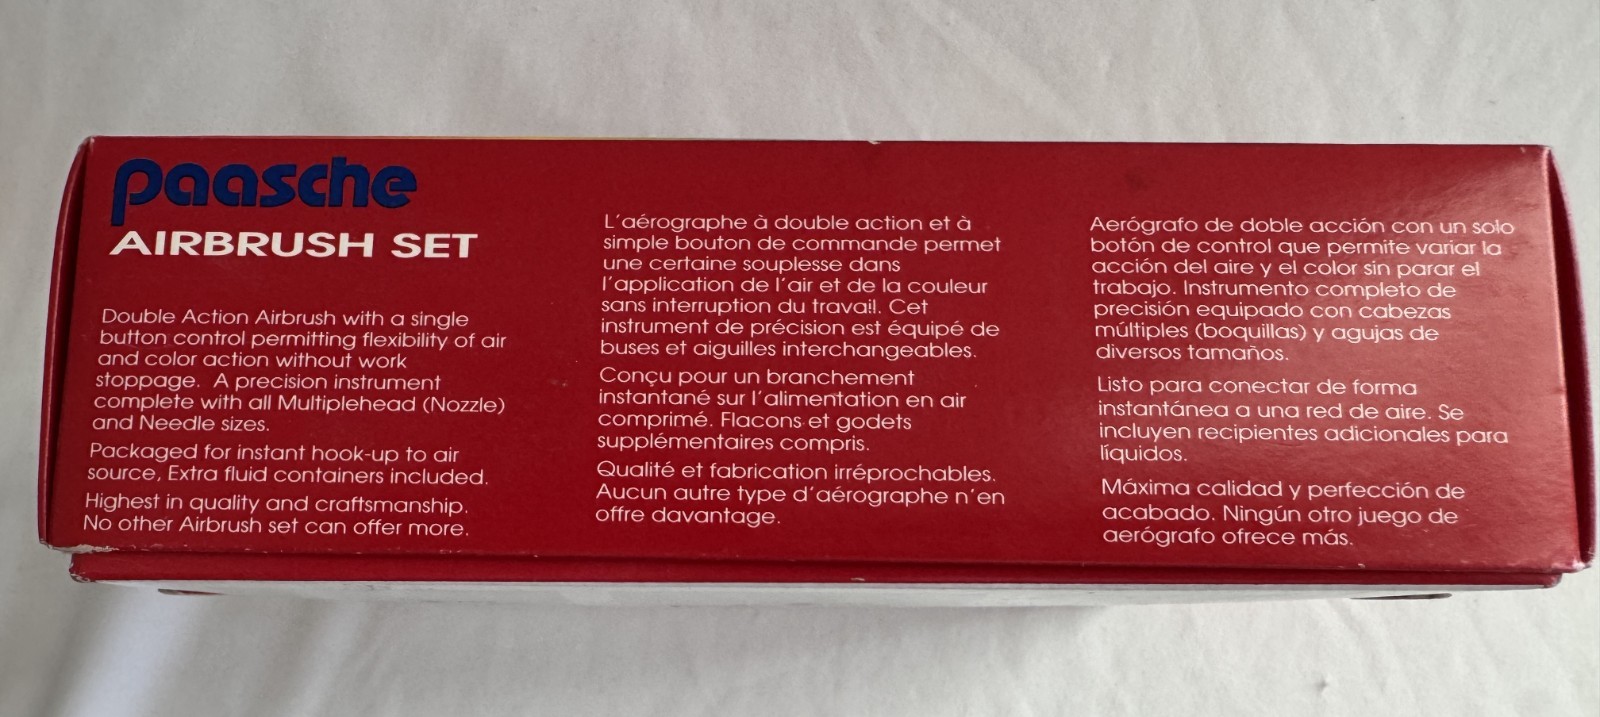 paasche
AIRBRUSH SET
Double Action Airbrush with a single
button control permitting flexibility of air
and color action without work
stoppage. A precision instrument
complete with all Multiplehead (Nozzle)
and Needle sizes.
Packaged for instant hook-up to air
source, Extra fluid containers included.
Highest in quality and craftsmanship.
No other Airbrush set can offer more.
L'aérographe à double action et à
simple bouton de commande permet
une certaine souplesse dans
l'application de l'air et de la couleur
sans interruption du travail. Cet
instrument de précision est équipé de
buses et aiguilles interchangeables.
Conçu pour un branchement
instantané sur l'alimentation en air
comprimé. Flacons et godets
supplémentaires compris.
Qualité et fabrication irréprochables.
Aucun autre type d'aérographe n'en
offre davantage.
Aerógrafo de doble acción con un solo
botón de control que permite variar la
acción del aire y el color sin parar el
trabajo. Instrumento completo de
precisión equipado con cabezas
múltiples (boquillas) y agujas de
diversos tamaños.
Listo para conectar de forma
instantánea a una red de aire. Se
incluyen recipientes adicionales para
líquidos.
Máxima calidad y perfección de
acabado. Ningún otro juego de
aerógrafo ofrece más.